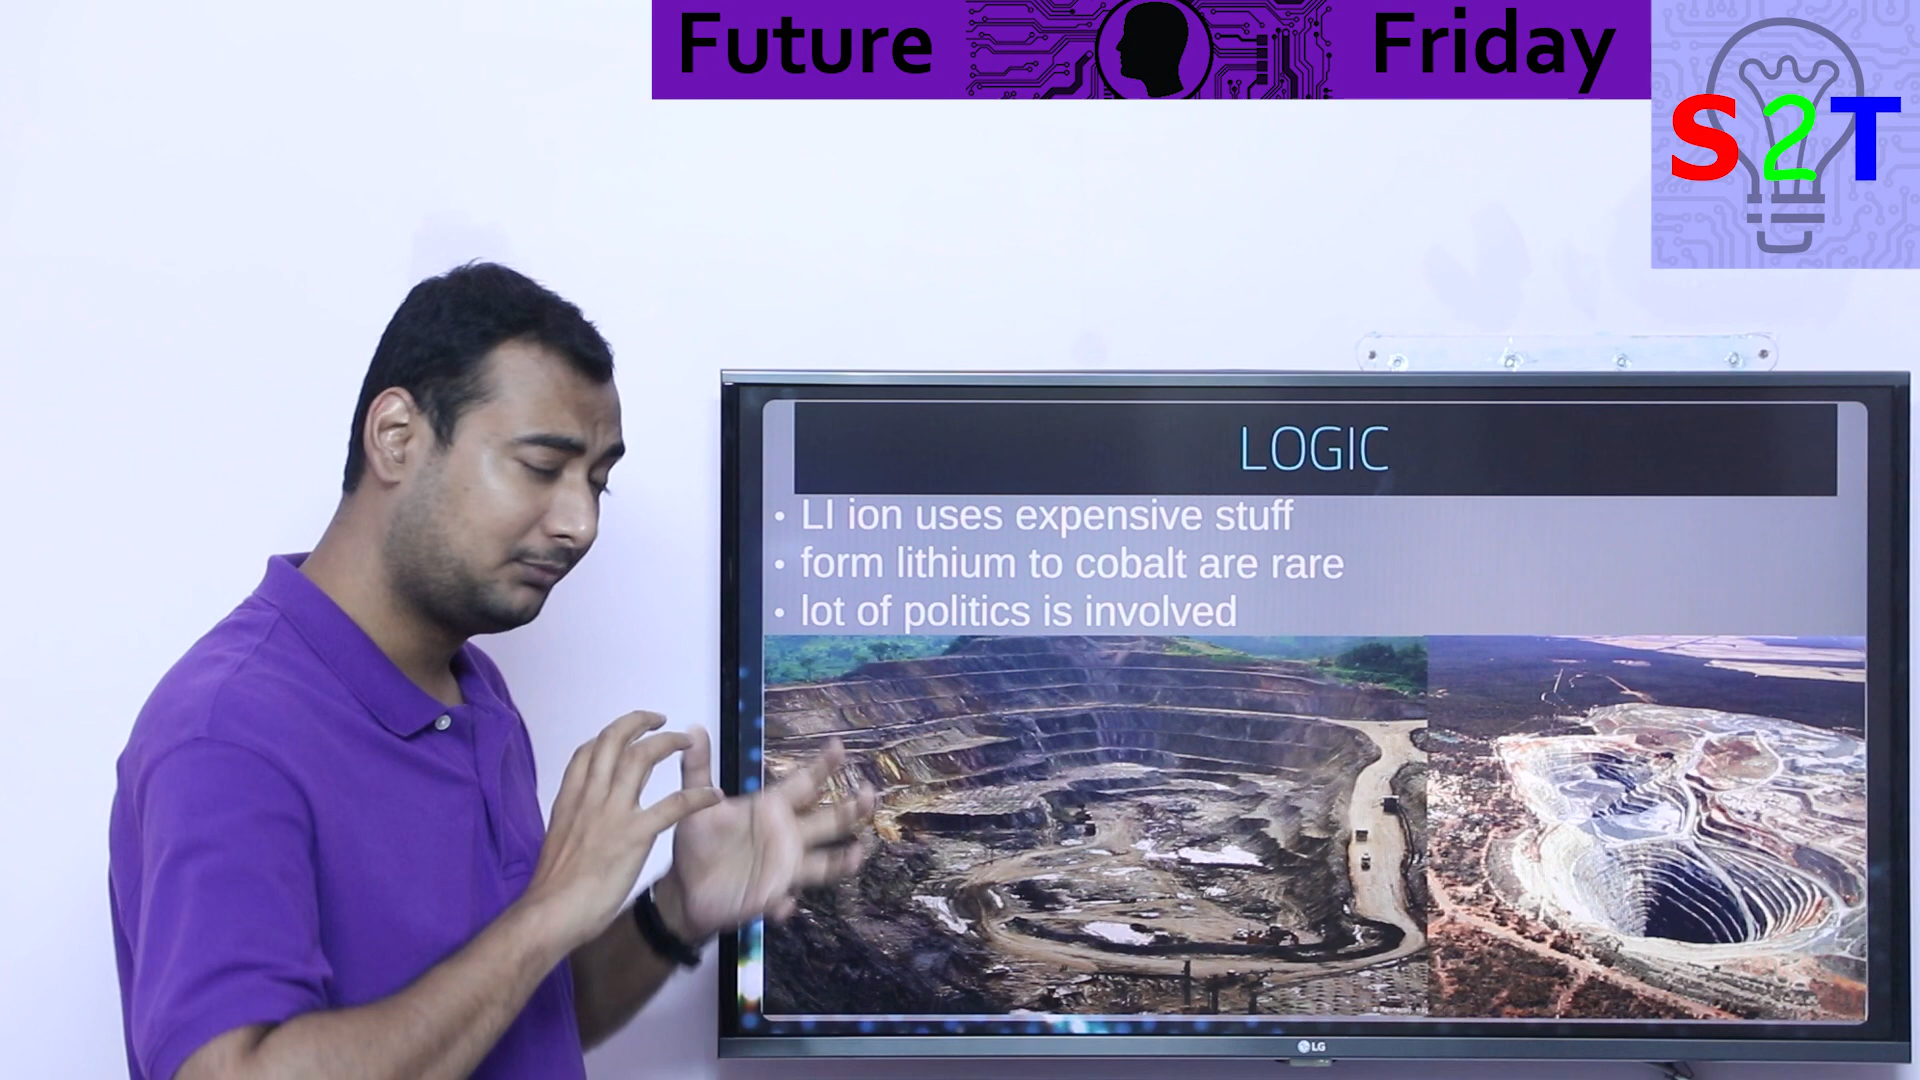 Future Friday
S2T
LOGIC
• LI ion uses expensive stuff
• form lithium to cobalt are rare
• lot of politics is involved
LG